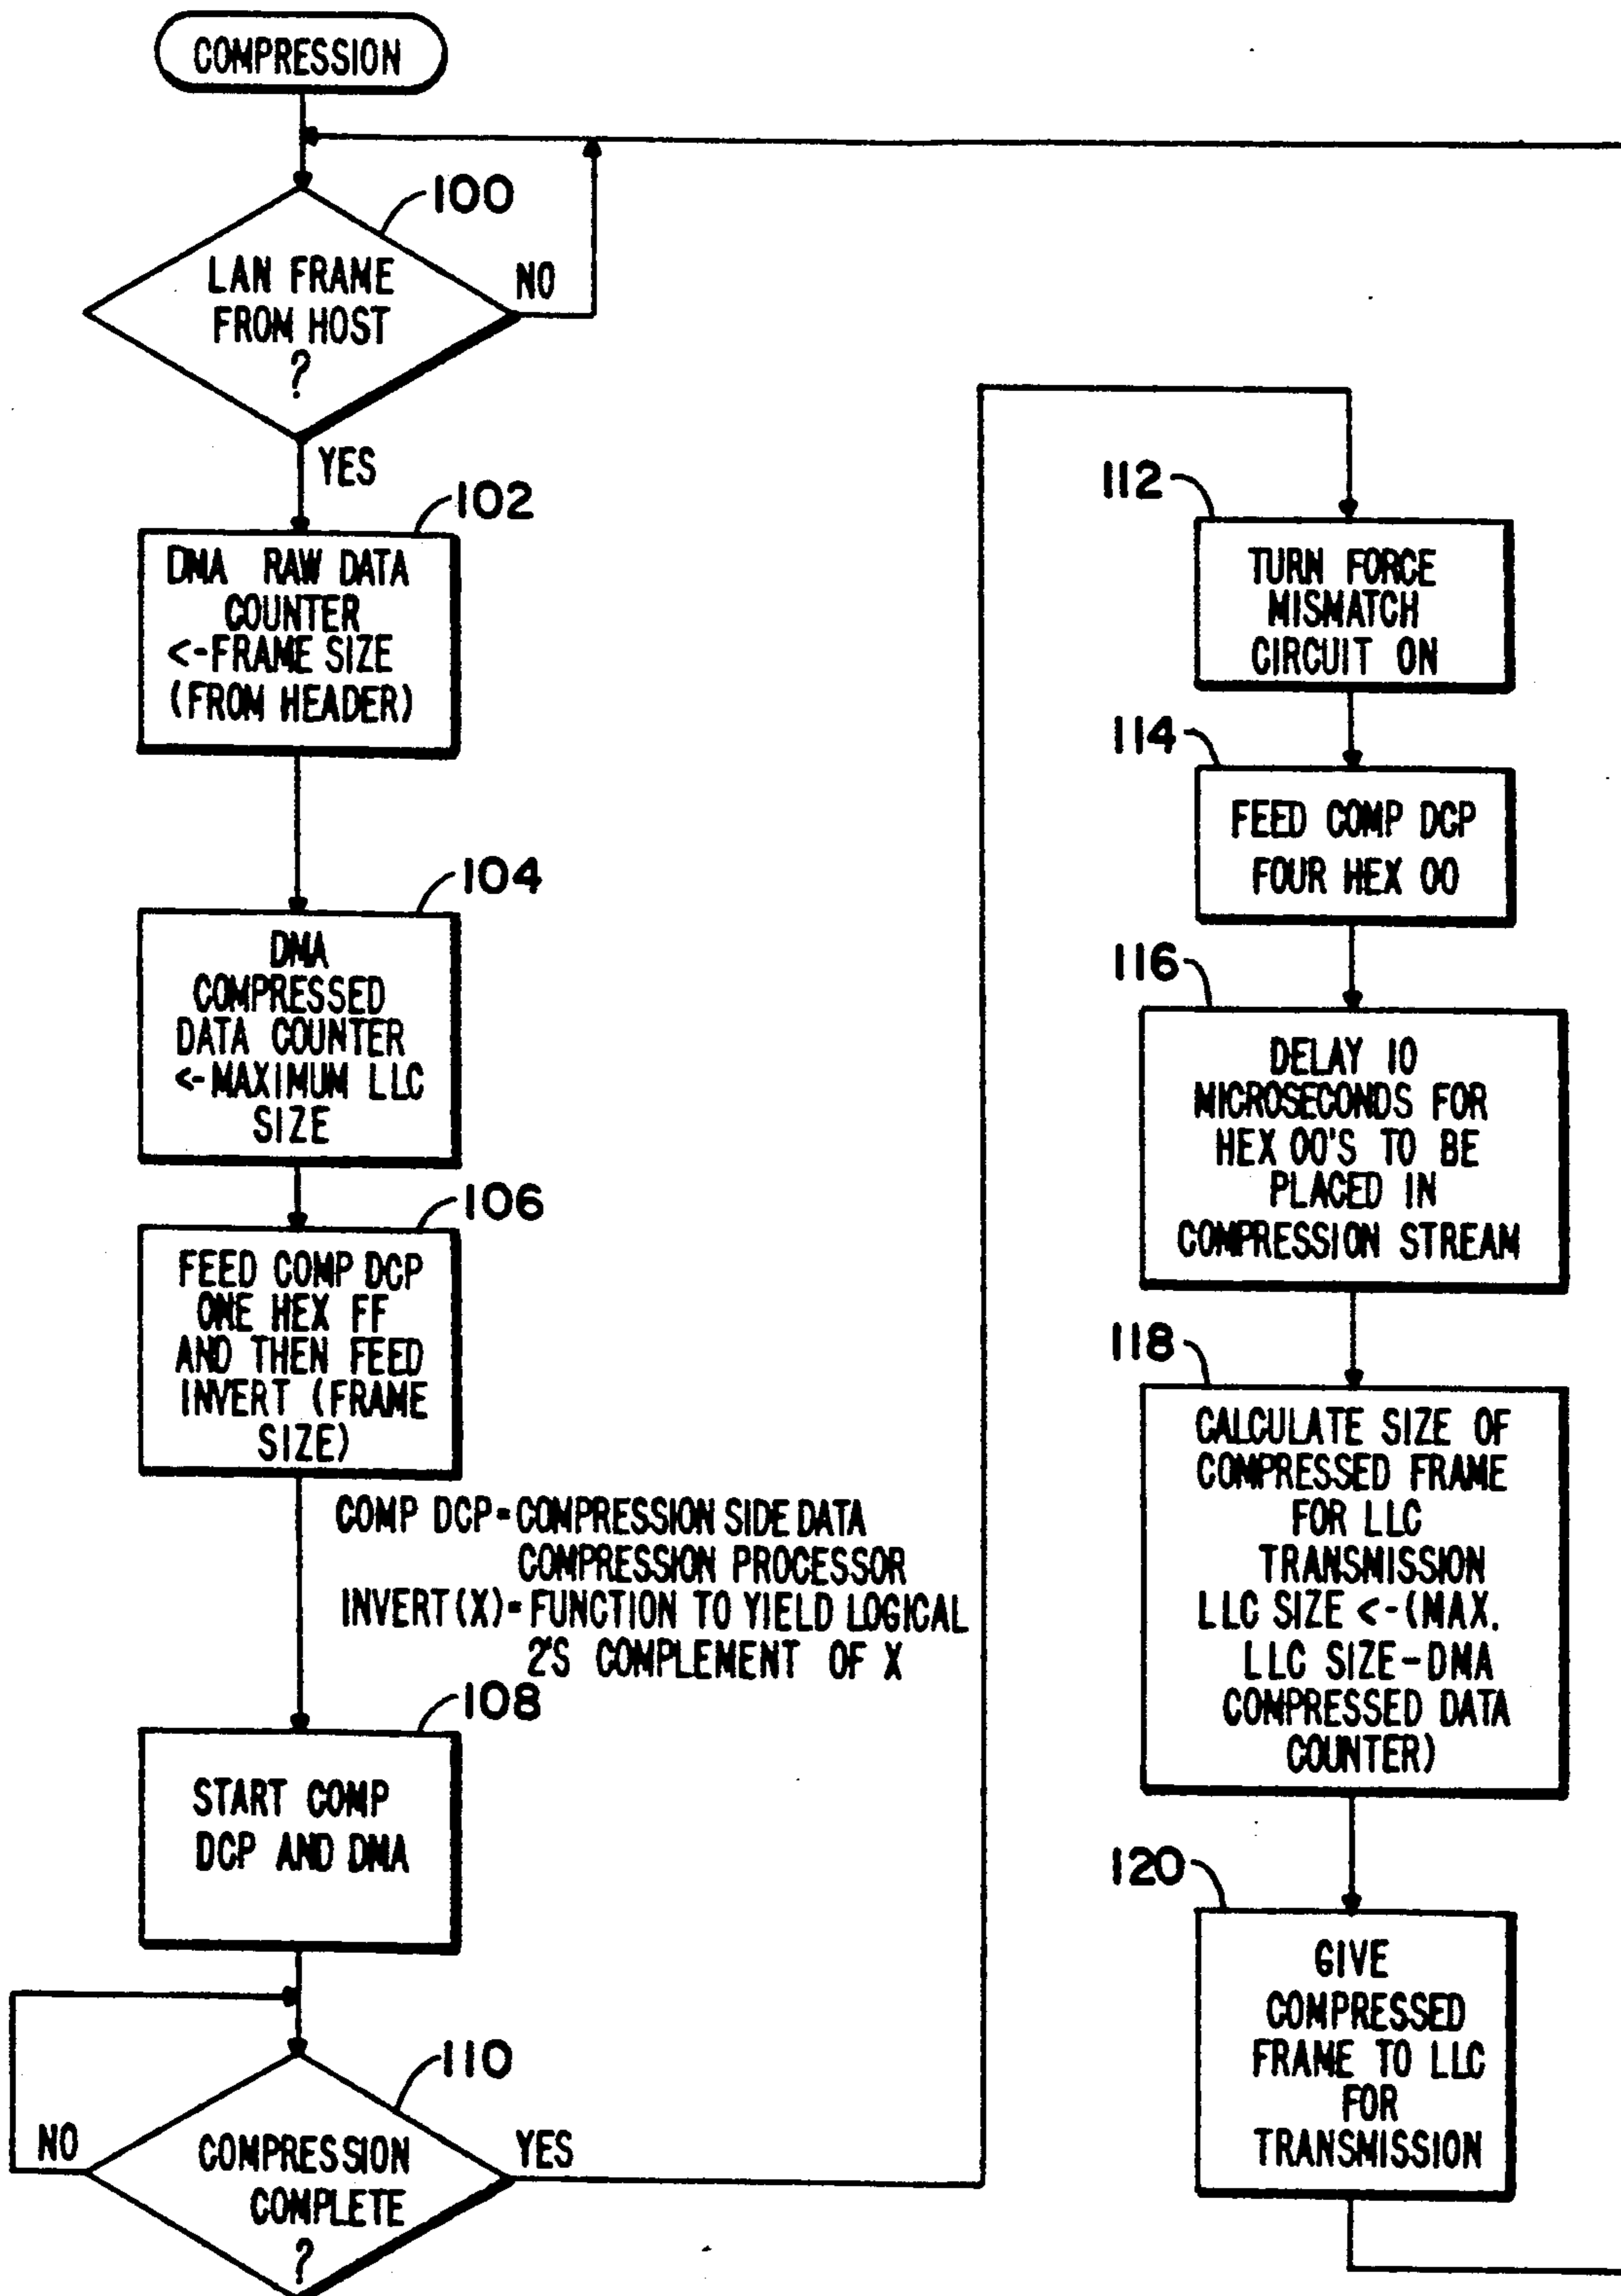 COMPRESSION
100
LAN FRAME
FROM HOST
?
NO
YES
102
DMA RAW DATA
COUNTER
<-FRAME SIZE
(FROM HEADER)
104
DMA
COMPRESSED
DATA COUNTER
<-MAXIMUM LLC
SIZE
106
FEED COMP DCP
ONE HEX FF
AND THEN FEED
INVERT (FRAME
SIZE)
COMP DCP=COMPRESSION SIDE DATA
COMPRESSION PROCESSOR
INVERT(X)=FUNCTION TO YIELD LOGICAL
2'S COMPLEMENT OF X
108
START COMP
DCP AND DMA
110
NO
COMPRESSION
COMPLETE
?
YES
112
TURN FORCE
MISMATCH
CIRCUIT ON
114
FEED COMP DCP
FOUR HEX 00
116
DELAY 10
MICROSECONDS FOR
HEX 00'S TO BE
PLACED IN
COMPRESSION STREAM
118
CALCULATE SIZE OF
COMPRESSED FRAME
FOR LLC
TRANSMISSION
LLC SIZE <-(MAX.
LLC SIZE-DMA
COMPRESSED DATA
COUNTER)
120
GIVE
COMPRESSED
FRAME TO LLC
FOR
TRANSMISSION